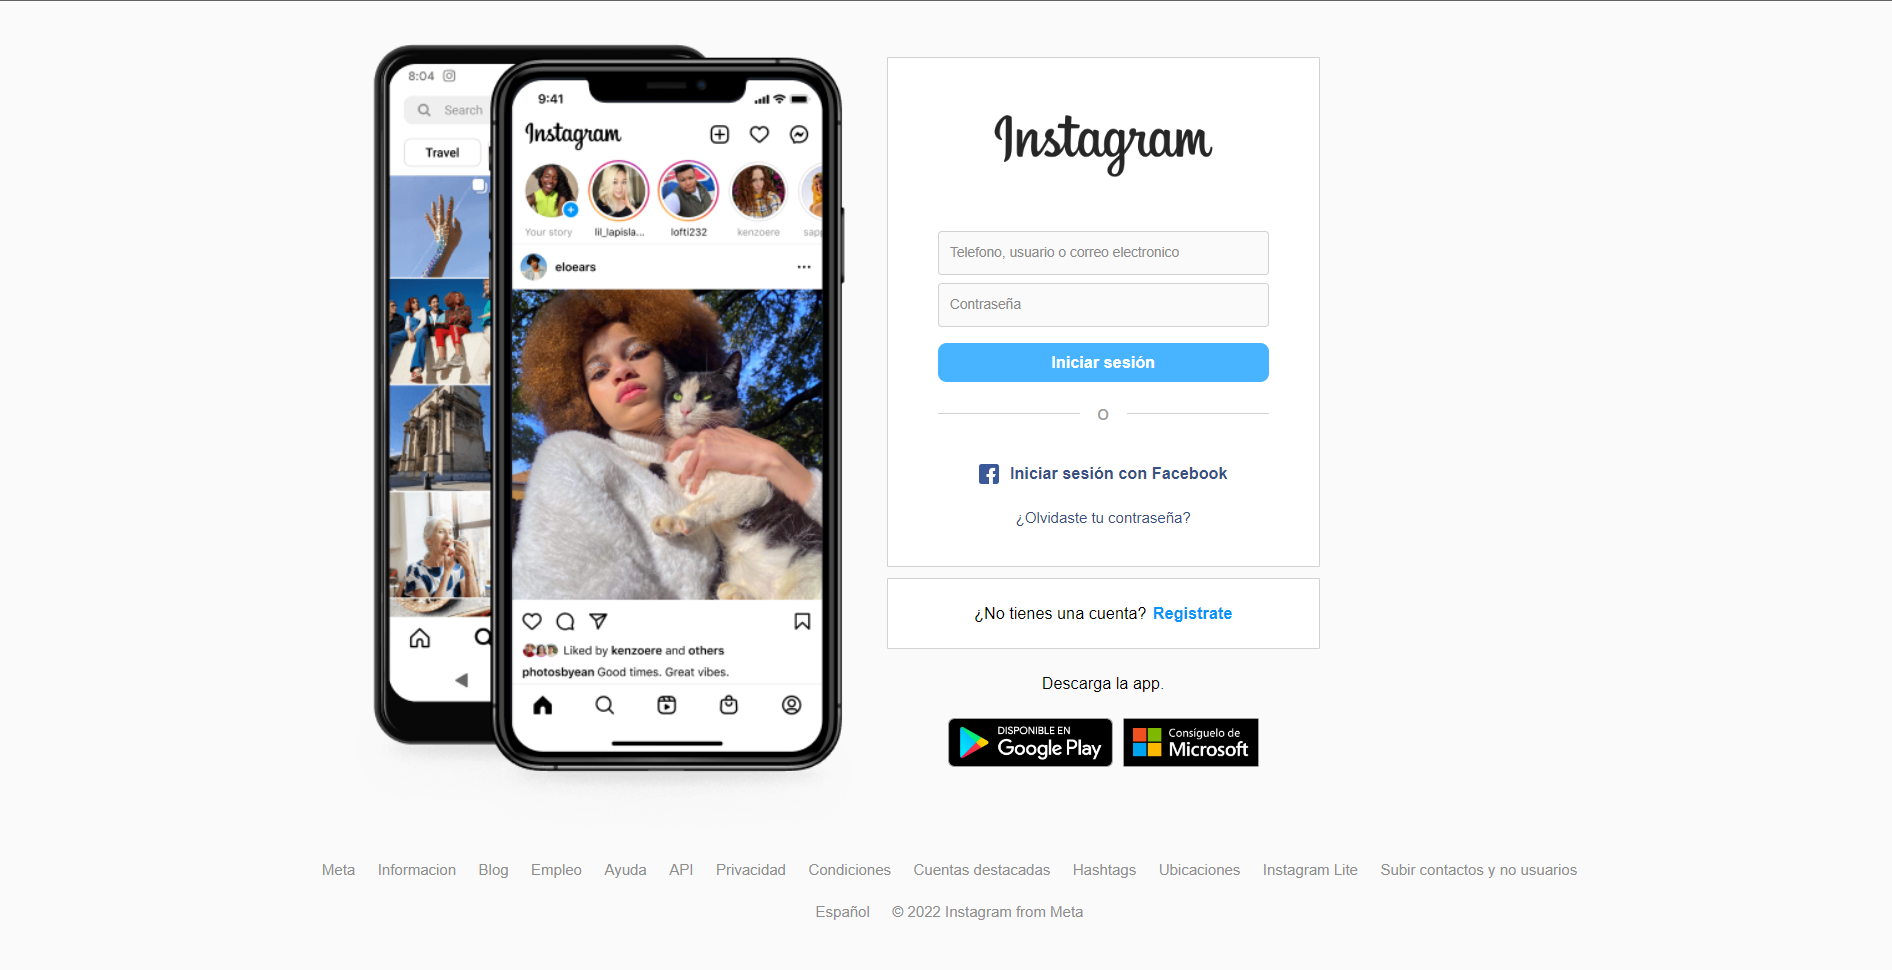 8:04
Search
Travel
9:41
Instagram
Your story
lil_lapisla...
lofti232
kenzoere
sapp
eloears
Liked by kenzoere and others
photosbyean Good times. Great vibes.
Instagram
Telefono, usuario o correo electronico
Contraseña
Iniciar sesión
O
Iniciar sesión con Facebook
¿Olvidaste tu contraseña?
¿No tienes una cuenta? Registrate
Descarga la app.
DISPONIBLE EN
Google Play
Consíguelo de
Microsoft
Meta Informacion Blog Empleo Ayuda API Privacidad Condiciones Cuentas destacadas Hashtags Ubicaciones Instagram Lite Subir contactos y no usuarios
Español © 2022 Instagram from Meta